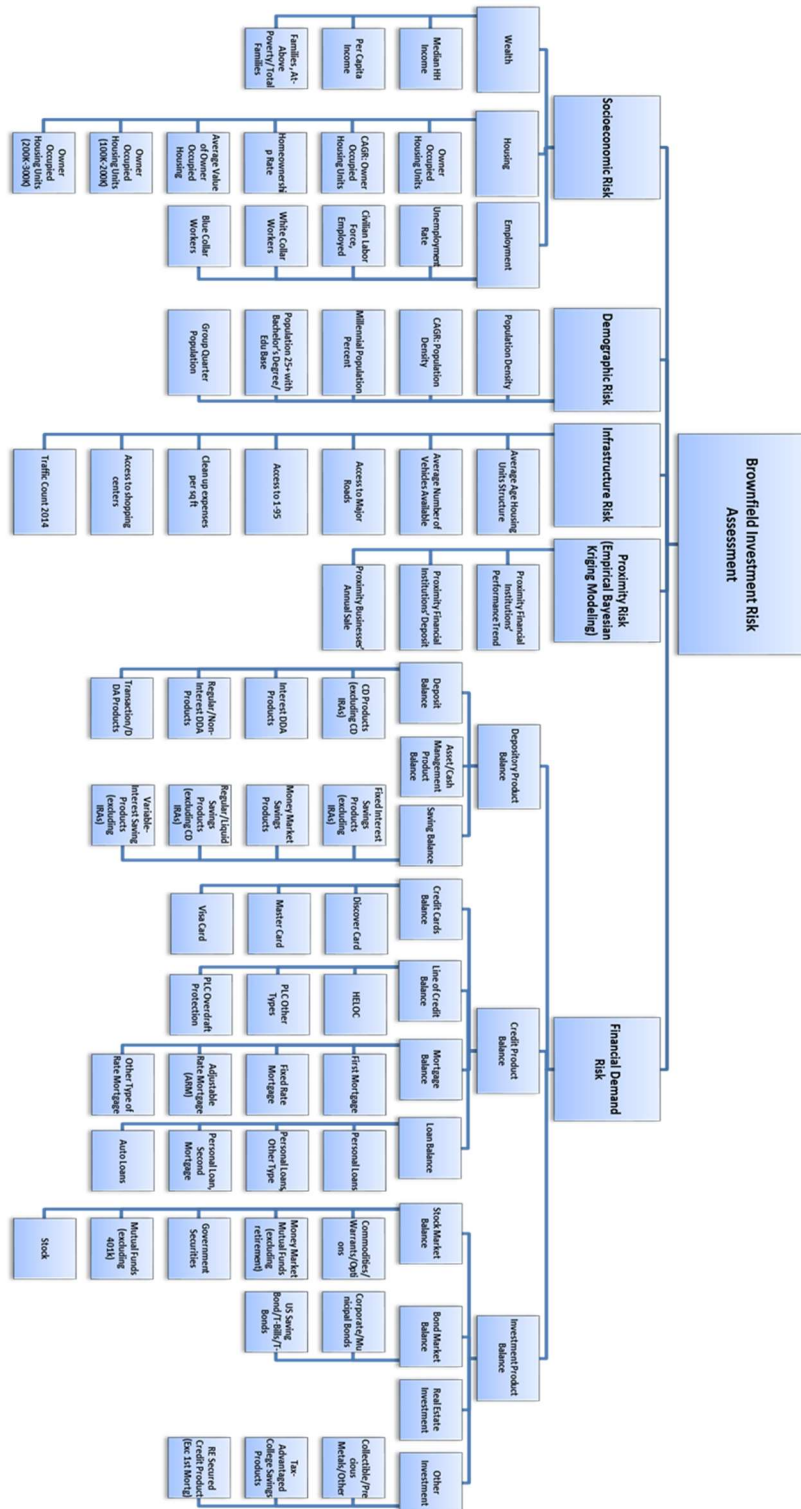 Brownfield Investment Risk
Assessment
Socioeconomic Risk
Wealth
Median HH
Income
Per Capita
Income
Families, At-
Above
Poverty/ Total
Families
Housing
Owner
Occupied
Housing Units
CAGR: Owner
Occupied
Housing Units
Homeownershi
p Rate
Average Value
of Owner
Occupied
Housing
Owner
Occupied
Housing Units
(100K-200K)
Owner
Occupied
Housing Units
(200K-300K)
Employment
Unemployment
Rate
Civilian Labor
Force,
Employed
White Collar
Workers
Blue Collar
Workers
Demographic Risk
Population Density
CAGR: Population
Density
Millennial Population
Percent
Population 25+ with
Bachelor's Degree/
Edu Base
Group Quarter
Population
Infrastructure Risk
Average Age Housing
Units Structure
Average Number of
Vehicles Available
Access to Major
Roads
Access to 1-95
Clean up expenses
per sq ft
Access to shopping
centers
Traffic Count 2014
Proximity Risk
(Empirical Bayesian
Kriging Modeling)
Proximity Financial
Institutions'
Performance Trend
Proximity Financial
Institutions' Deposit
Proximity Businesses'
Annual Sale
Financial Demand
Risk
Depository Product
Balance
Deposit
Balance
CD Products
(excluding CD
IRAs)
Interest DDA
Products
Regular/Non-
Interest DDA
Products
Transaction/D
DA Products
Asset/Cash
Management
Product
Balance
Saving Balance
Fixed Interest
Savings
Products
(excluding
IRAs)
Money Market
Savings
Products
Regular/Liquid
Savings
Products
(excluding CD
IRAs)
Variable-
Interest Saving
Products
(excluding
IRAs)
Credit Product
Balance
Credit Cards
Balance
Discover Card
Master Card
Visa Card
Line of Credit
Balance
HELOC
PLC Other
Types
PLC Overdraft
Protection
Mortgage
Balance
First Mortgage
Fixed Rate
Mortgage
Adjustable
Rate Mortgage
(ARM)
Other Type of
Rate Mortgage
Loan Balance
Personal Loans
Personal Loans,
Other Type
Personal Loan,
Second
Mortgage
Auto Loans
Investment Product
Balance
Stock Market
Balance
Commodities/
Warrants/Opti
ons
Money Market
Mutual Funds
(excluding
retirement)
Government
Securities
Mutual Funds
(excluding
401k)
Stock
Bond Market
Balance
Corporate/Mu
nicipal Bonds
US Saving
Bond/T-Bills/T-
Bonds
Real Estate
Investment
Other
Investment
Collectible/Pre
cious
Metals/Other
Tax-
Advantaged
College Savings
Products
RE Secured
Credit Product
(Exc 1st Mortg)